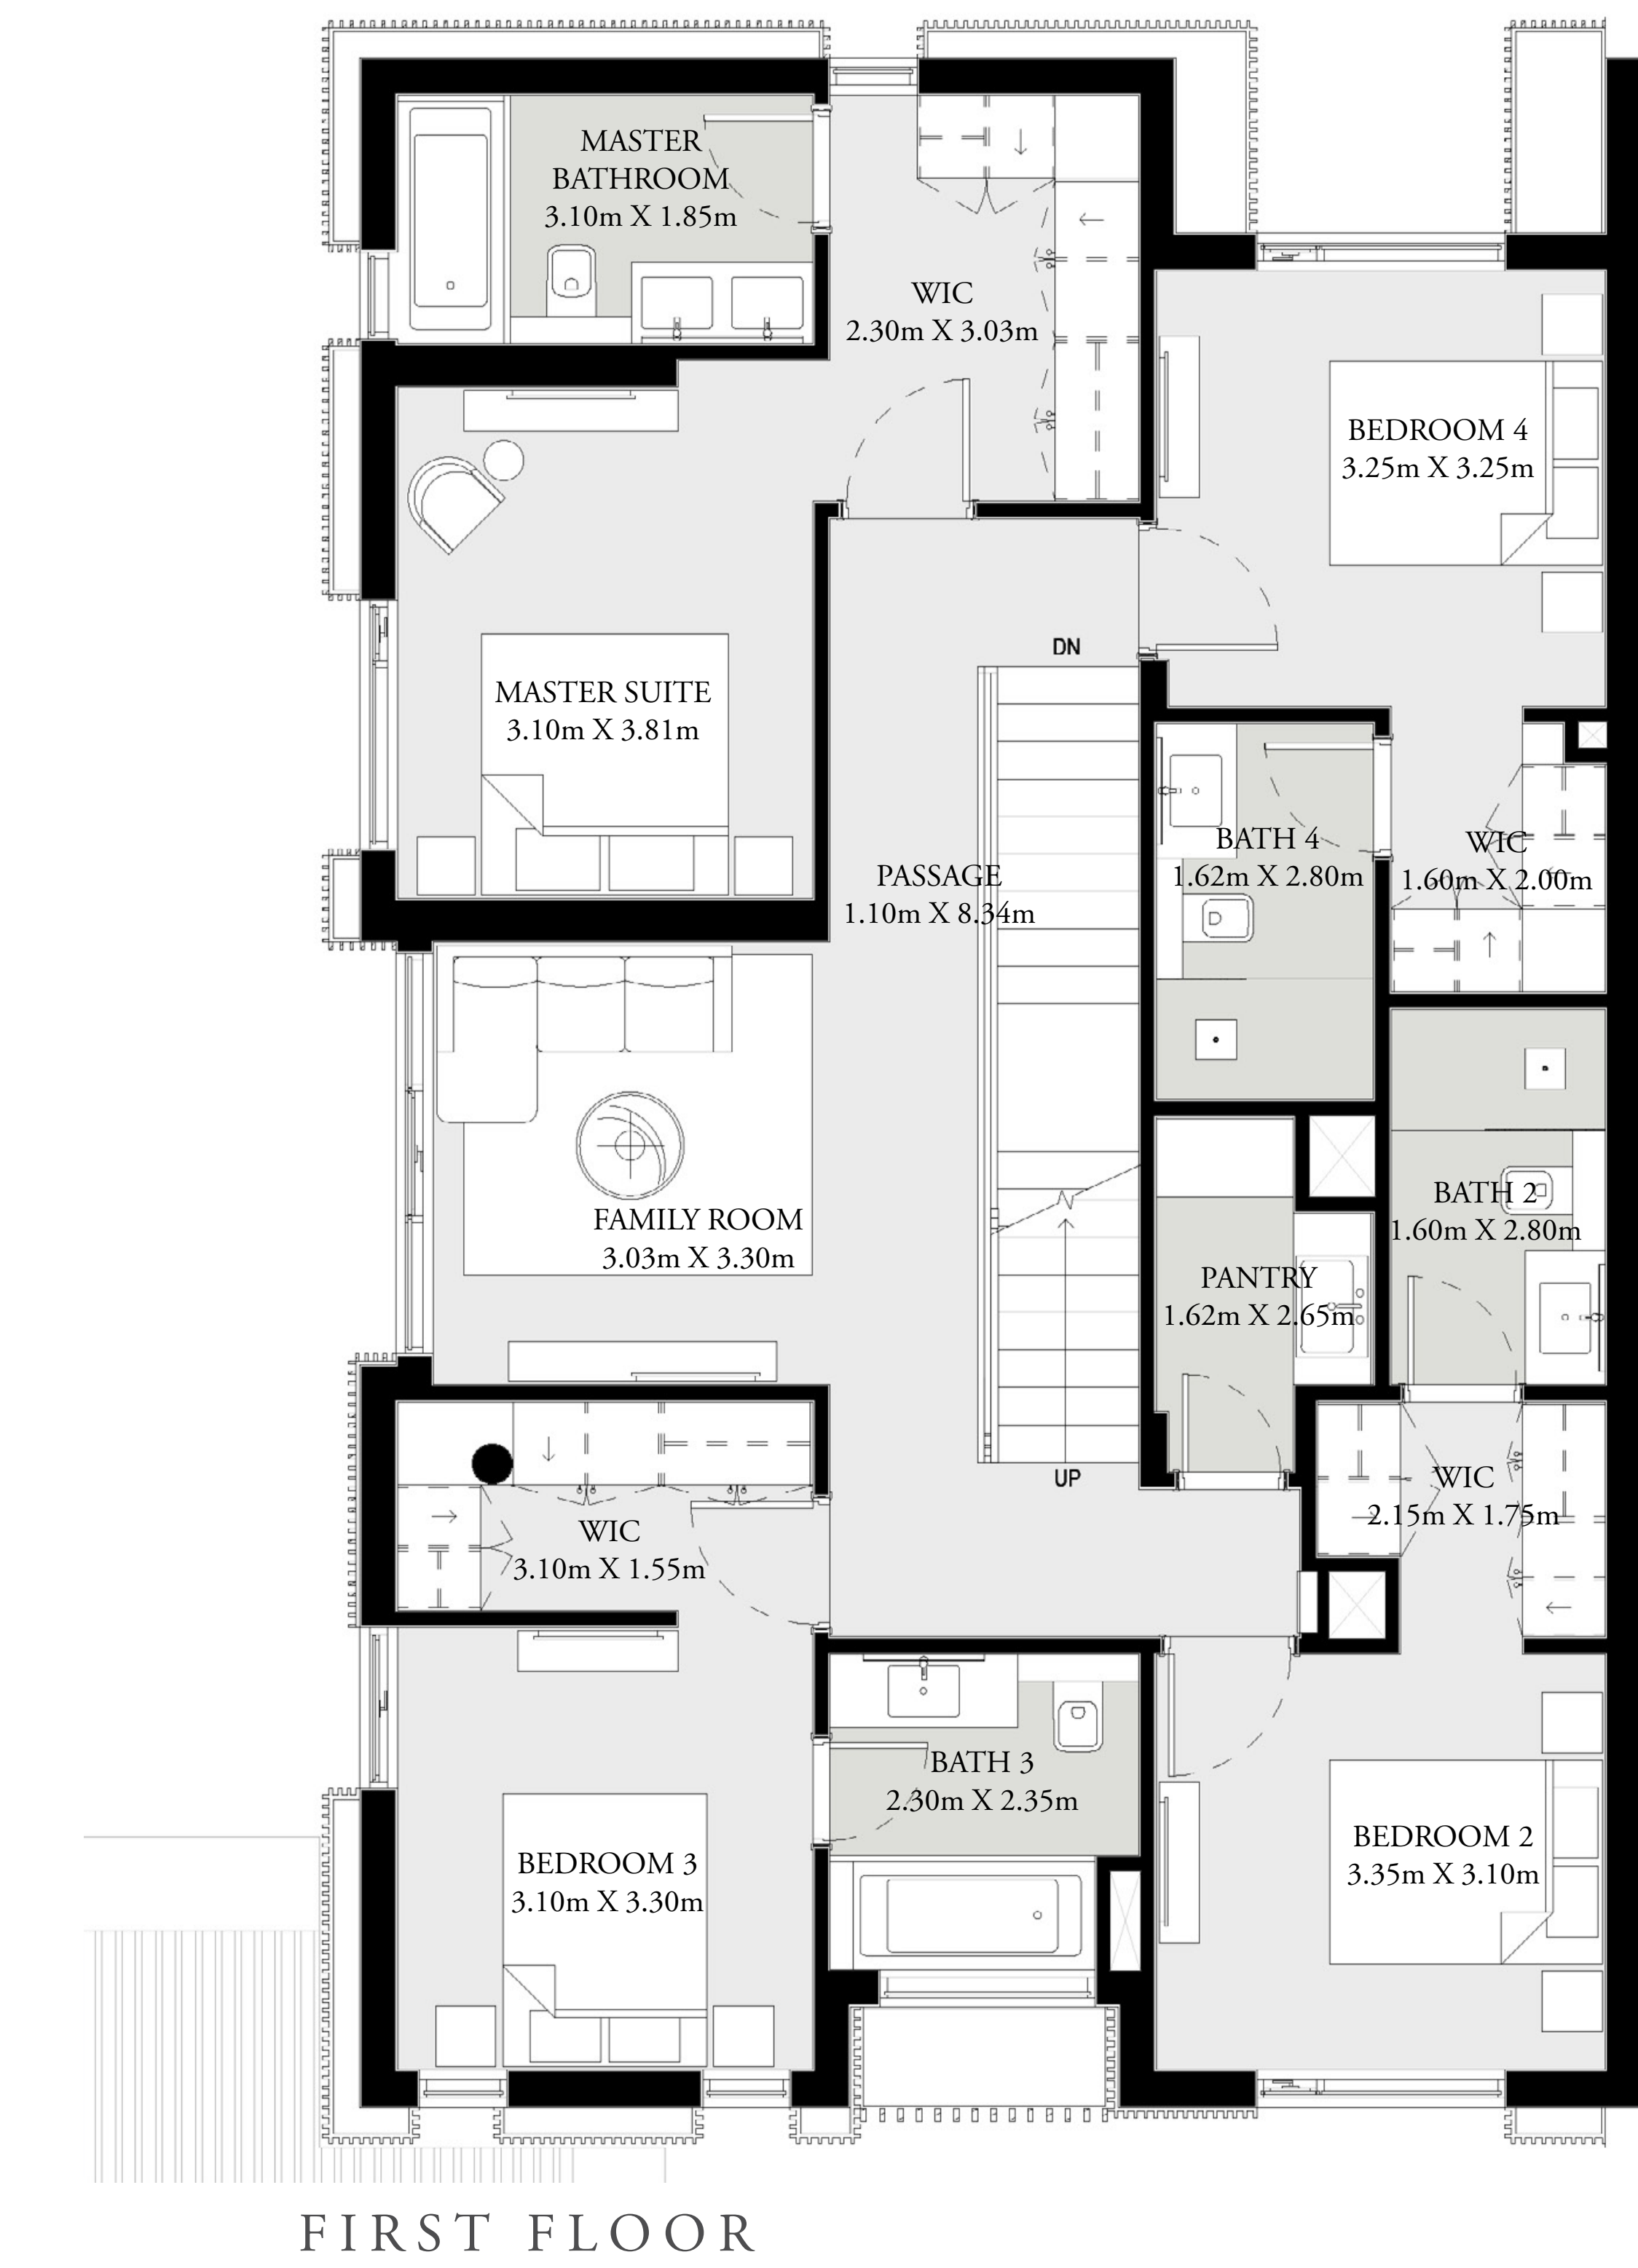 MASTER
BATHROOM
3.10m X 1.85m
WIC
2.30m X 3.03m
BEDROOM 4
3.25m X 3.25m
DN
MASTER SUITE
3.10m X 3.81m
PASSAGE
1.10m X 8.34m
BATH 4
1.62m X 2.80m
WIC
1.60m X 2.00m
FAMILY ROOM
3.03m X 3.30m
BATH 2
1.60m X 2.80m
PANTRY
1.62m X 2.65m
UP
WIC
2.15m X 1.75m
WIC
3.10m X 1.55m
BATH 3
2.30m X 2.35m
BEDROOM 3
3.10m X 3.30m
BEDROOM 2
3.35m X 3.10m
FIRST FLOOR